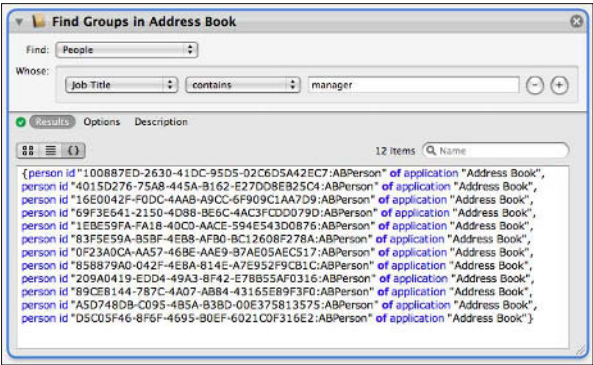 Find Groups in Address Book
Find: People
Whose:
Job Title contains manager
Results Options Description
12 items Name
{person id "100887ED-2630-41DC-95D5-02C6D5A42EC7:ABPerson" of application "Address Book",
person id "4015D276-75A8-445A-B162-E27DD8EB25C4:ABPerson" of application "Address Book",
person id "16E0042F-F0DC-4AAB-A9CC-6F909C1AA7D9:ABPerson" of application "Address Book",
person id "69F3E641-2150-4D88-BE6C-4AC3FCDD079D:ABPerson" of application "Address Book",
person id "1EBE59FA-FA18-40C0-AACE-594E543D0B76:ABPerson" of application "Address Book",
person id "83F5E59A-B5BF-4EB8-AFB0-BC12608F278A:ABPerson" of application "Address Book",
person id "0F23A0CA-AA57-46BE-AAE9-B7AE05AEC517:ABPerson" of application "Address Book",
person id "858879A0-042F-4E8A-814E-A7E952F9CB1C:ABPerson" of application "Address Book",
person id "209A0419-EDD4-49A3-8F42-E78B55AF0316:ABPerson" of application "Address Book",
person id "89CE8144-787C-4A07-AB84-43165E89F3F0:ABPerson" of application "Address Book",
person id "A5D748DB-C095-4B5A-B3BD-00E375813575:ABPerson" of application "Address Book",
person id "D5C05F46-8F6F-4695-B0EF-6021C0F316E2:ABPerson" of application "Address Book"}